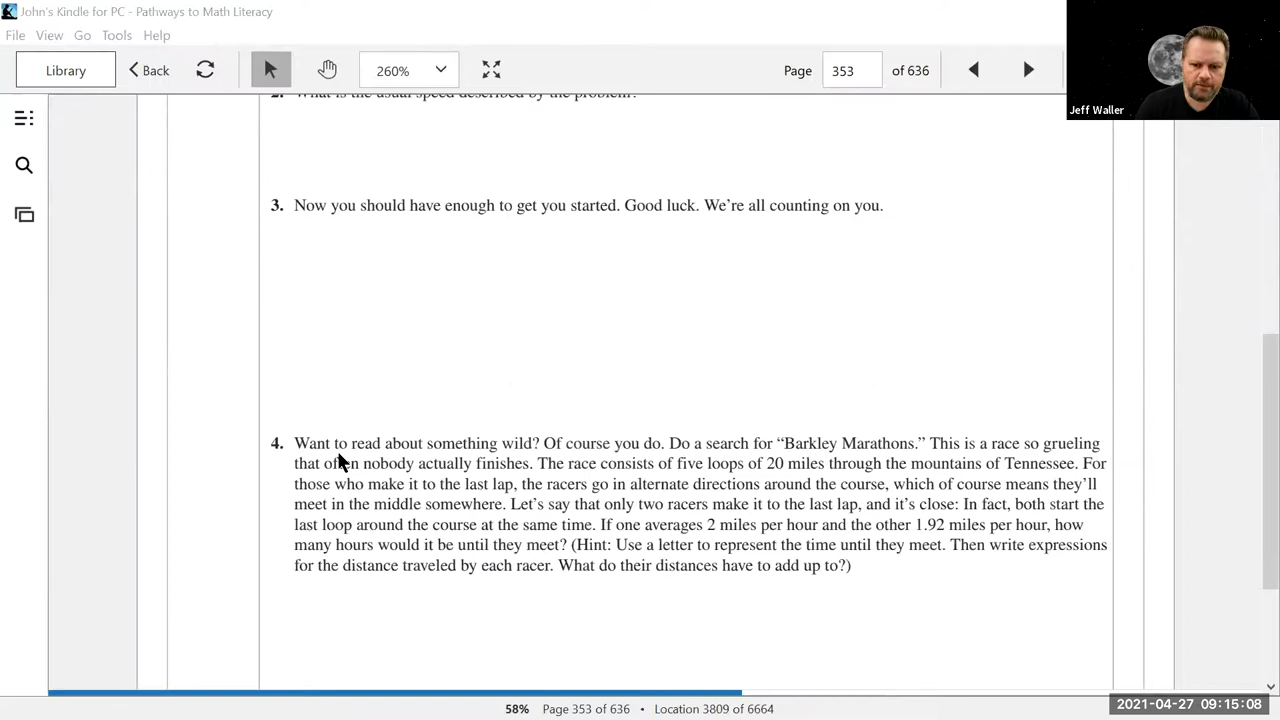 John's Kindle for PC - Pathways to Math Literacy
File View Go Tools Help
Library
Back
260%
Page 353 of 636
Jeff Waller
2. What is the usual speed described by the problem?
3. Now you should have enough to get you started. Good luck. We're all counting on you.
4. Want to read about something wild? Of course you do. Do a search for “Barkley Marathons.” This is a race so grueling
that often nobody actually finishes. The race consists of five loops of 20 miles through the mountains of Tennessee. For
those who make it to the last lap, the racers go in alternate directions around the course, which of course means they'll
meet in the middle somewhere. Let's say that only two racers make it to the last lap, and it's close: In fact, both start the
last loop around the course at the same time. If one averages 2 miles per hour and the other 1.92 miles per hour, how
many hours would it be until they meet? (Hint: Use a letter to represent the time until they meet. Then write expressions
for the distance traveled by each racer. What do their distances have to add up to?)
58% Page 353 of 636 • Location 3809 of 6664
2021-04-27 09:15:08